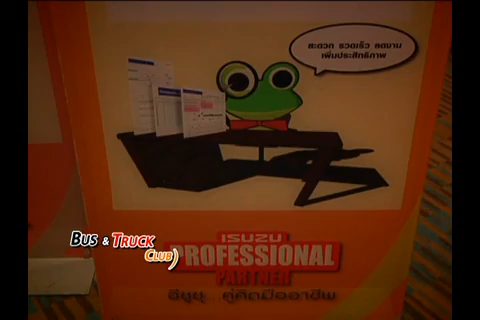 สะดวก รวดเร็ว ลดงาน
เพิ่มประสิทธิภาพ
BUS & TRUCK
CLUB
ISUZU
PROFESSIONAL
PARTNER
อีซูซุ...คู่คิดมืออาชีพ